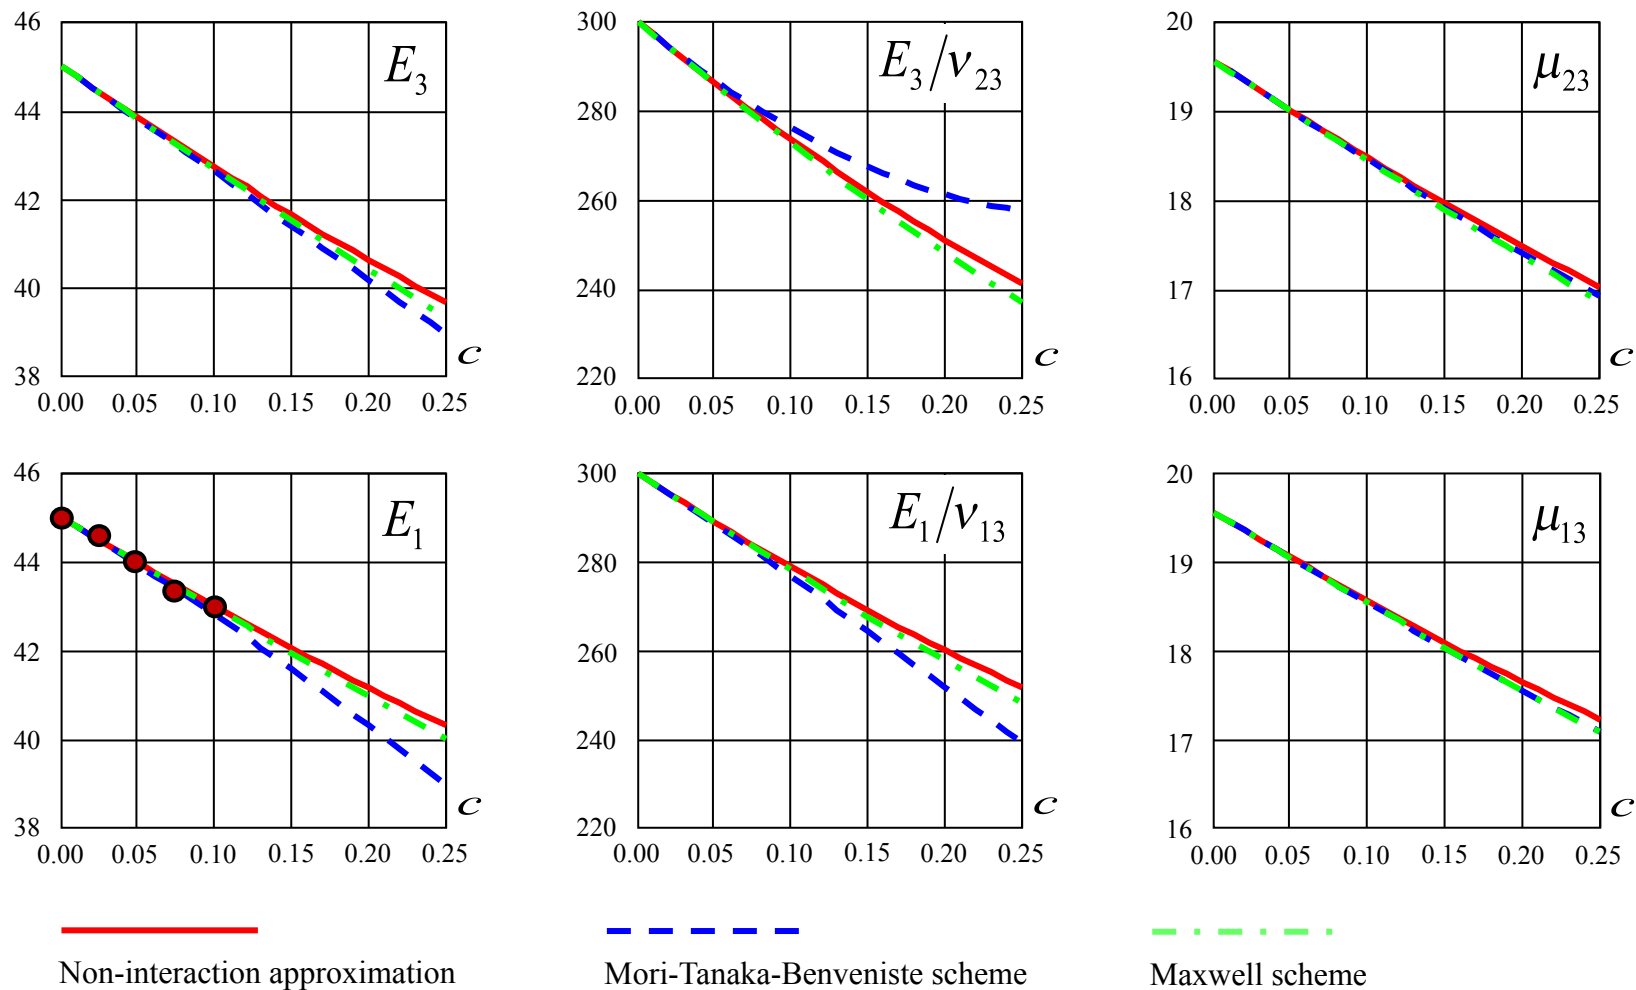 46
44
42
40
38
0.00 0.05 0.10 0.15 0.20 0.25
E₃
c
300
280
260
240
220
0.00 0.05 0.10 0.15 0.20 0.25
E₃/ν₂₃
c
20
19
18
17
16
0.00 0.05 0.10 0.15 0.20 0.25
μ₂₃
c
46
44
42
40
38
0.00 0.05 0.10 0.15 0.20 0.25
E₁
c
300
280
260
240
220
0.00 0.05 0.10 0.15 0.20 0.25
E₁/ν₁₃
c
20
19
18
17
16
0.00 0.05 0.10 0.15 0.20 0.25
μ₁₃
c
Non-interaction approximation
Mori-Tanaka-Benveniste scheme
Maxwell scheme